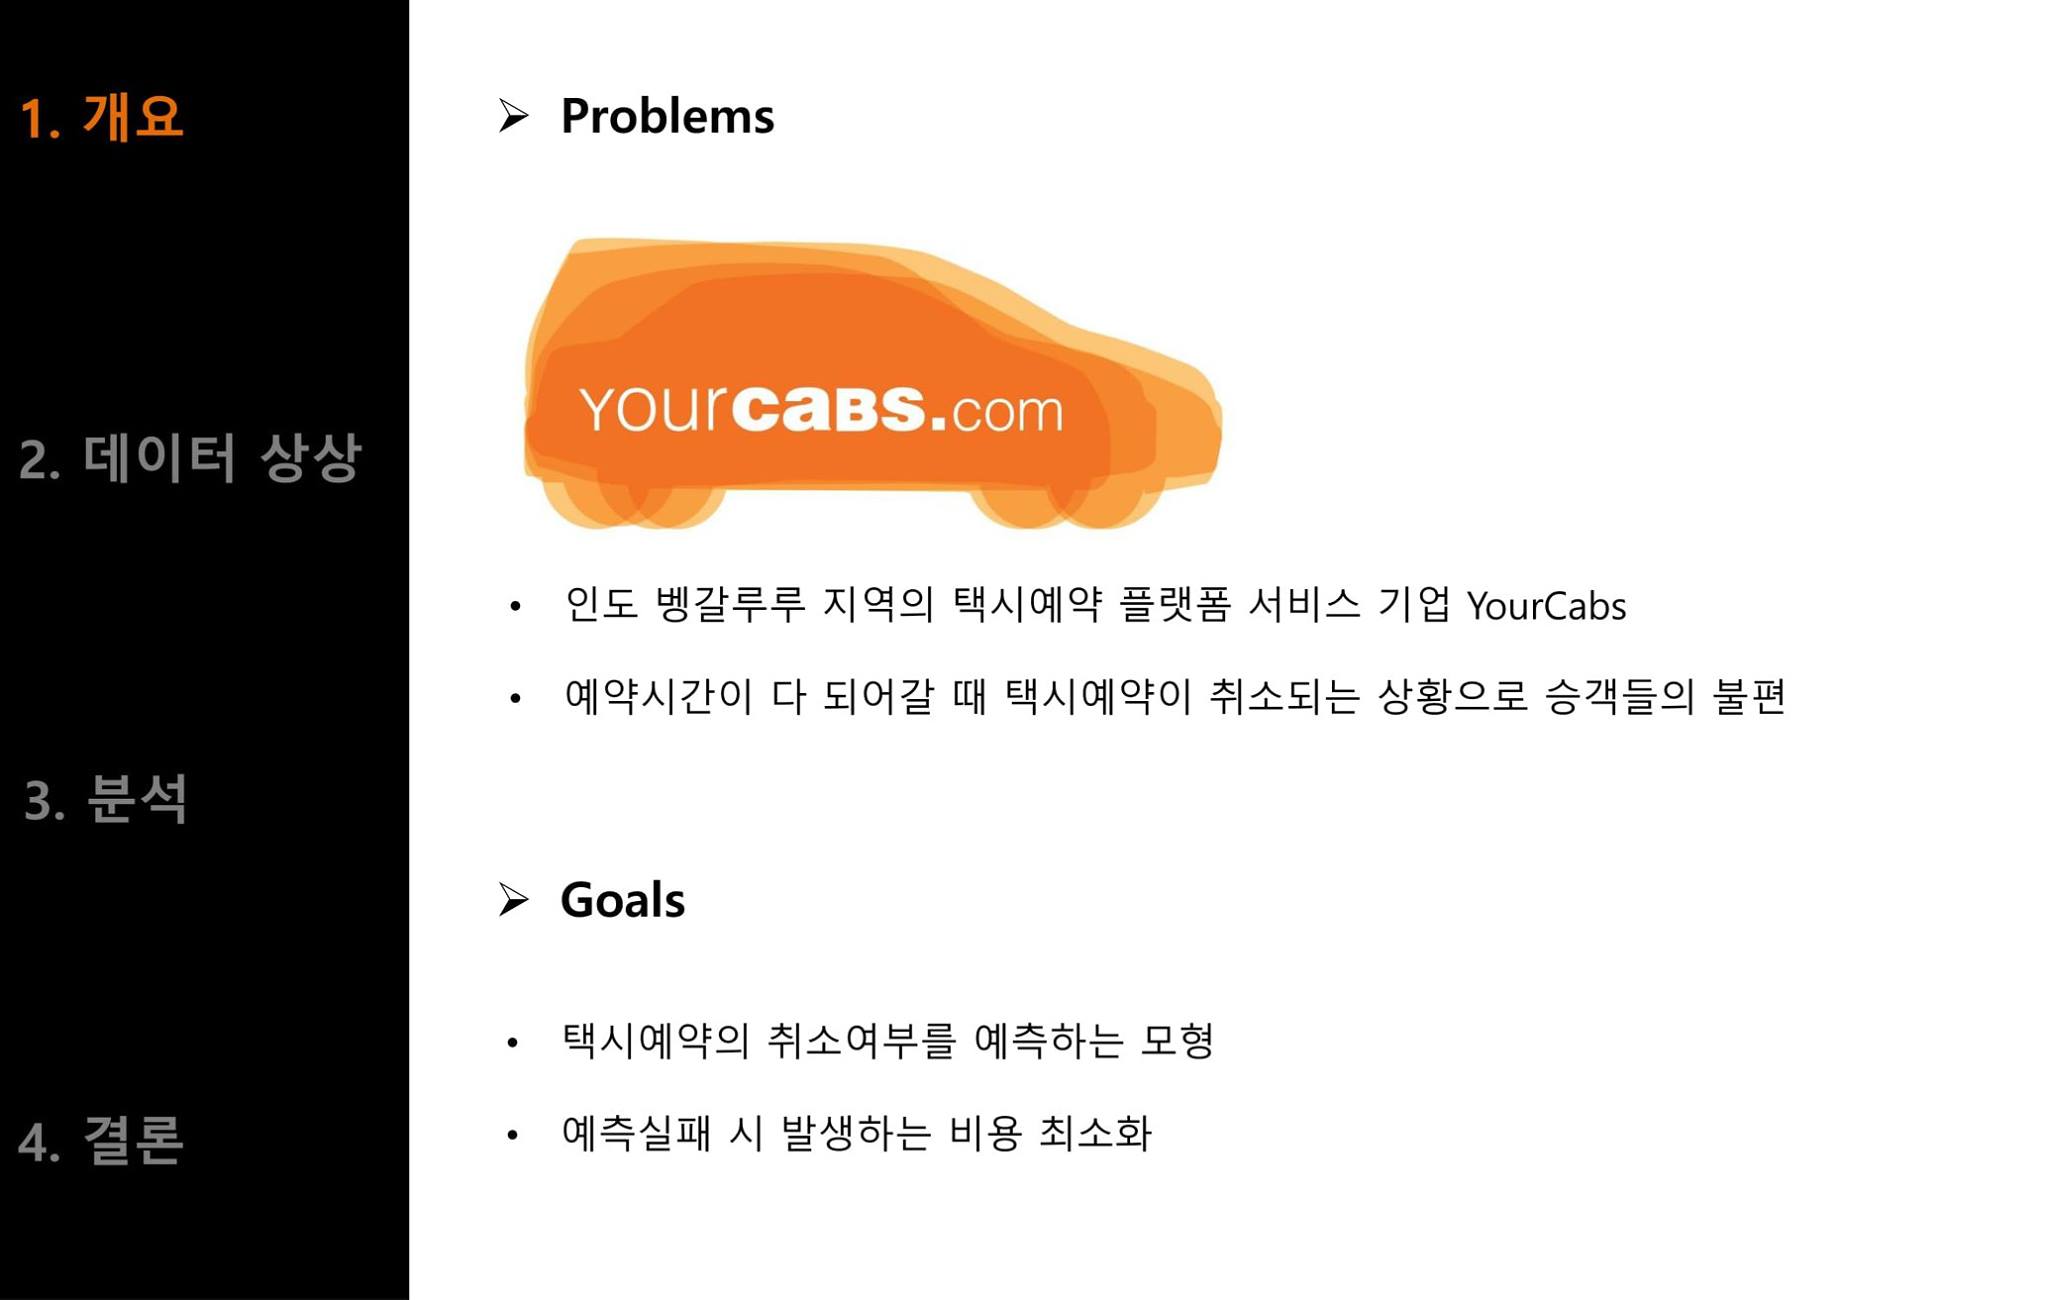 1. 개요
2. 데이터 상상
3. 분석
4. 결론
Problems
YourCABS.com
• 인도 벵갈루루 지역의 택시예약 플랫폼 서비스 기업 YourCabs
• 예약시간이 다 되어갈 때 택시예약이 취소되는 상황으로 승객들의 불편
Goals
• 택시예약의 취소여부를 예측하는 모형
• 예측실패 시 발생하는 비용 최소화